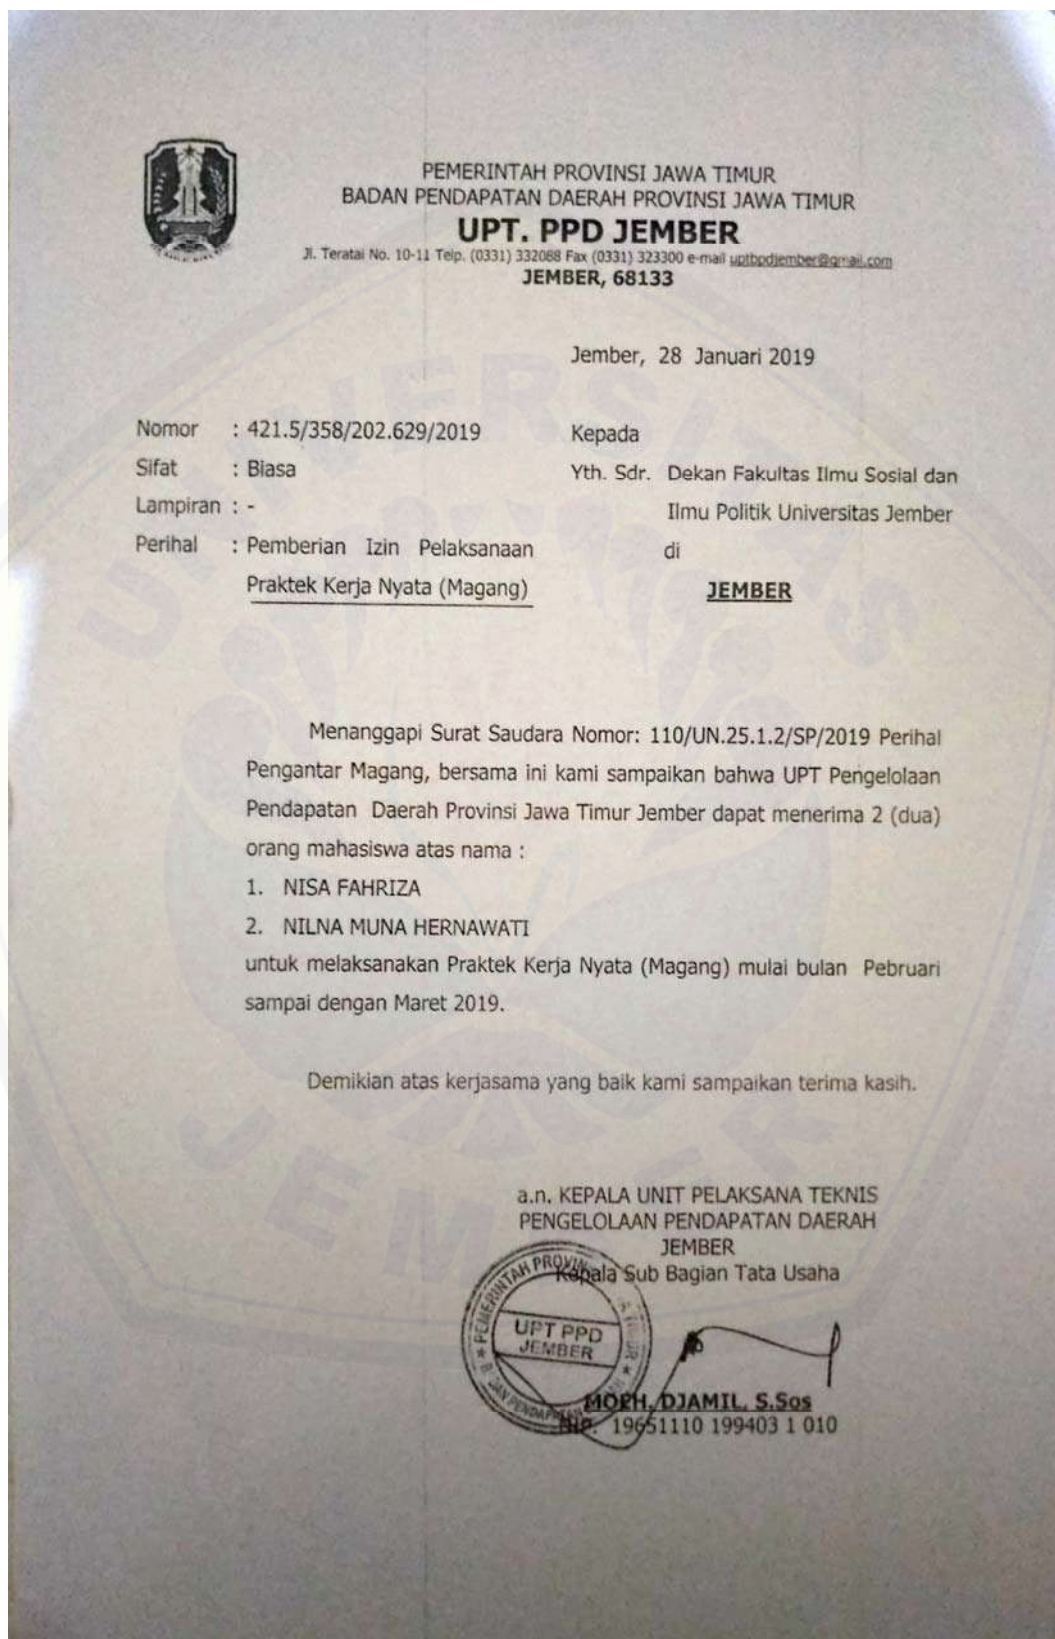 PEMERINTAH PROVINSI JAWA TIMUR
BADAN PENDAPATAN DAERAH PROVINSI JAWA TIMUR
UPT. PPD JEMBER
Jl. Teratai No. 10-11 Telp. (0331) 332088 Fax (0331) 323300 e-mail uptbpdjember@gmail.com
JEMBER, 68133
Jember, 28 Januari 2019
Nomor : 421.5/358/202.629/2019
Sifat : Biasa
Lampiran : -
Perihal : Pemberian Izin Pelaksanaan
Praktek Kerja Nyata (Magang)
Kepada
Yth. Sdr. Dekan Fakultas Ilmu Sosial dan
Ilmu Politik Universitas Jember
di
JEMBER
Menanggapi Surat Saudara Nomor: 110/UN.25.1.2/SP/2019 Perihal
Pengantar Magang, bersama ini kami sampaikan bahwa UPT Pengelolaan
Pendapatan Daerah Provinsi Jawa Timur Jember dapat menerima 2 (dua)
orang mahasiswa atas nama :
1. NISA FAHRIZA
2. NILNA MUNA HERNAWATI
untuk melaksanakan Praktek Kerja Nyata (Magang) mulai bulan Pebruari
sampai dengan Maret 2019.
Demikian atas kerjasama yang baik kami sampaikan terima kasih.
a.n. KEPALA UNIT PELAKSANA TEKNIS
PENGELOLAAN PENDAPATAN DAERAH
JEMBER
Kepala Sub Bagian Tata Usaha
PEMERINTAH
UPT PPD
JEMBER
MOEH. DJAMIL, S.Sos
NIP. 19651110 199403 1 010
UNIVERSITAS
JEMBER